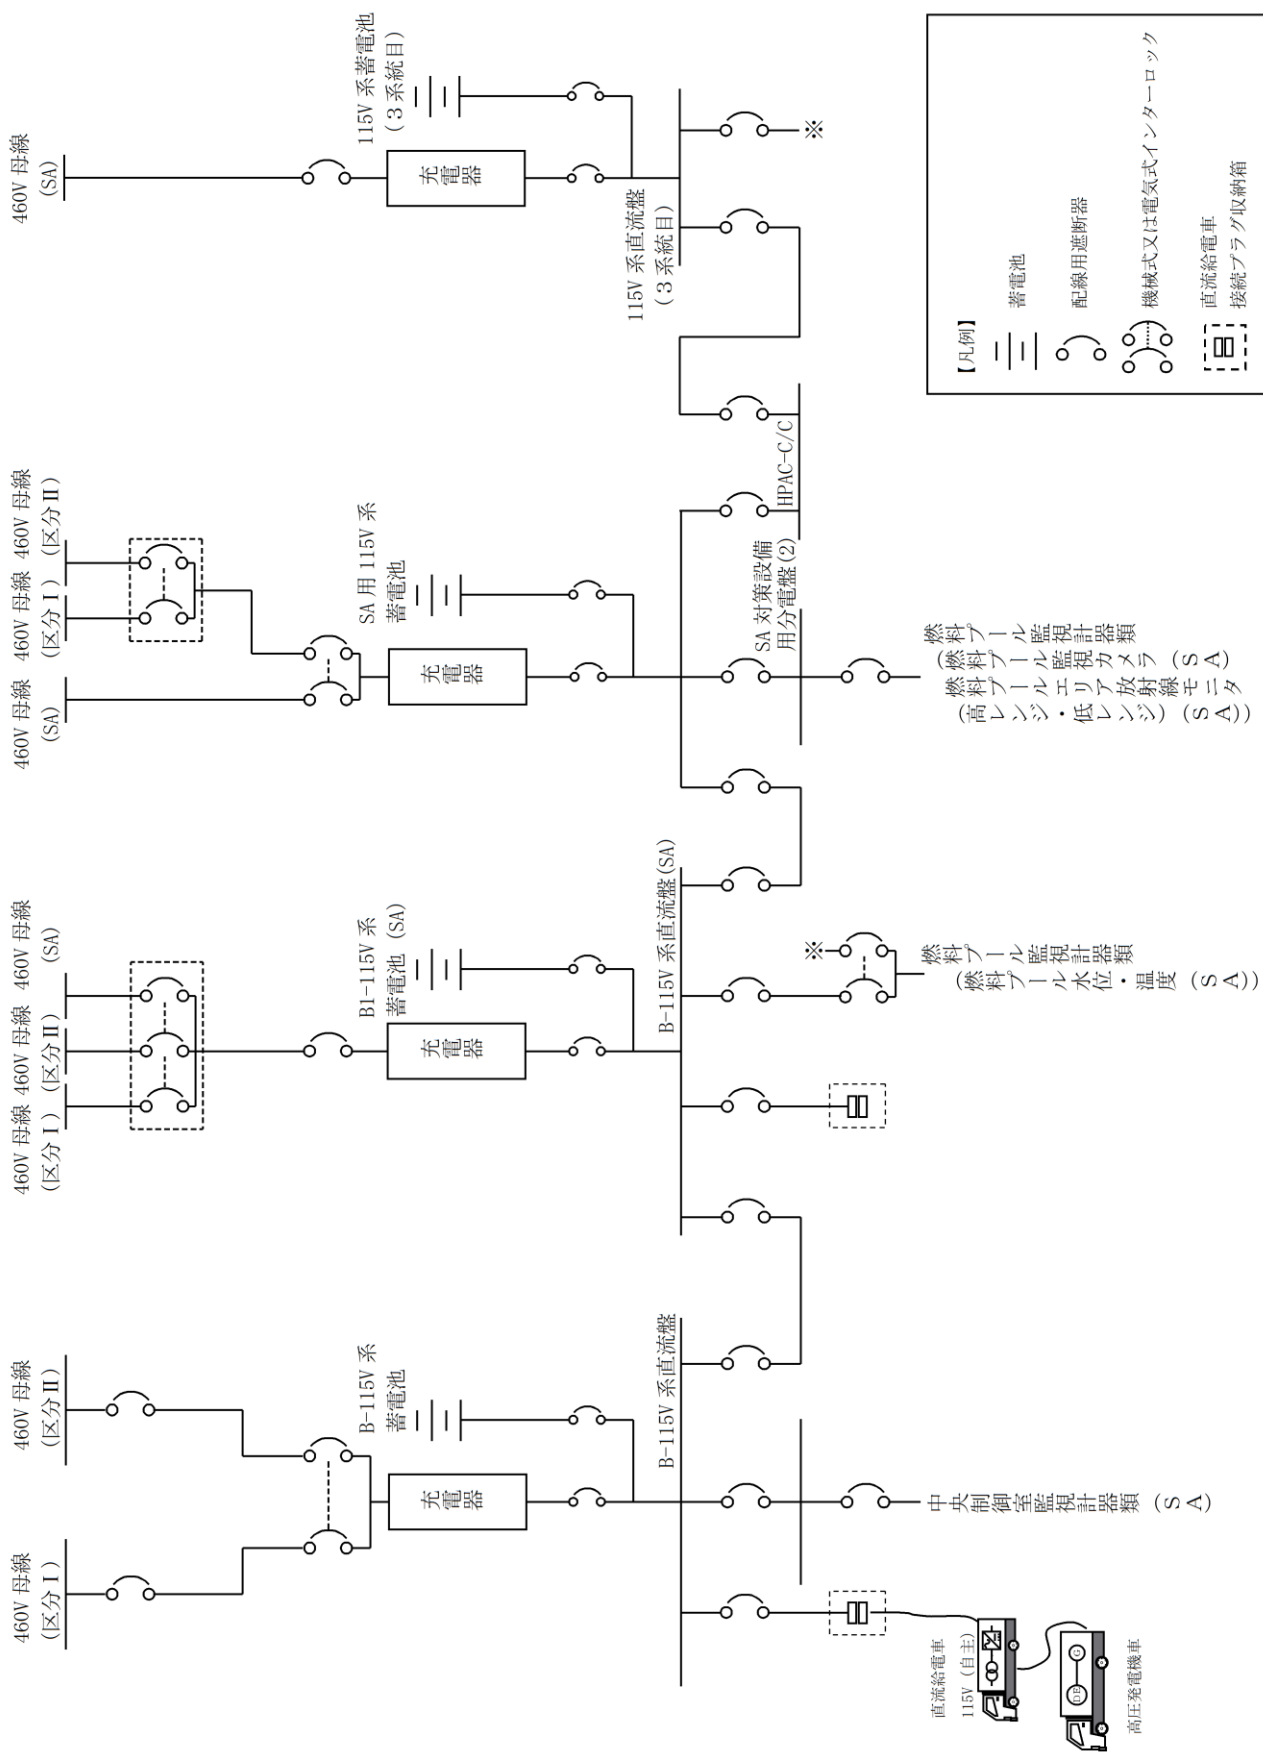 460V 母線
(区分Ⅰ)
460V 母線
(区分Ⅱ)
460V 母線
(区分Ⅰ)
460V 母線
(区分Ⅱ)
460V 母線
(SA)
460V 母線
(SA)
460V 母線
(区分Ⅰ)
460V 母線
(区分Ⅱ)
460V 母線
(SA)
充電器
B-115V 系
蓄電池
充電器
B1-115V 系
蓄電池 (SA)
充電器
SA 用 115V 系
蓄電池
充電器
115V 系蓄電池
(3系統目)
B-115V 系直流盤
B-115V 系直流盤(SA)
SA 対策設備
用分電盤(2)
HPAC-C/C
115V 系直流盤
(3系統目)
※
※
中央制御室監視計器類(SA)
燃料プール監視計器類
(燃料プール水位・温度(SA))
燃料プール監視計器類
(燃料プール監視カメラ(SA)
燃料プールエリア放射線モニタ
(高レンジ・低レンジ)(SA))
直流給電車
115V(自主)
DE
G
高圧発電機車
【凡例】
蓄電池
配線用遮断器
機械式又は電気式インターロック
直流給電車
接続プラグ収納箱